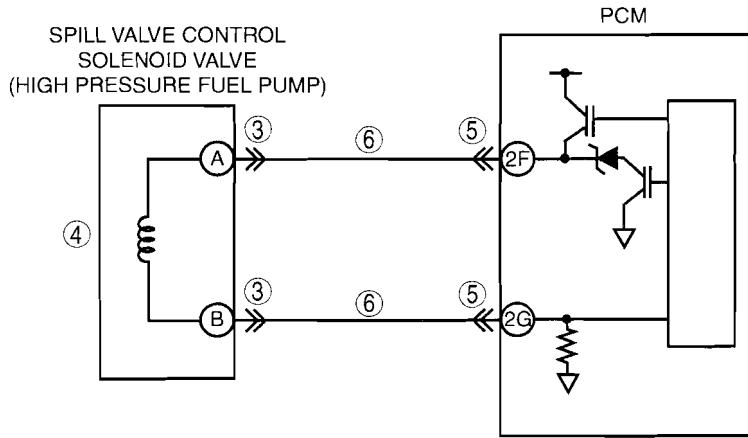 PCM
SPILL VALVE CONTROL
SOLENOID VALVE
(HIGH PRESSURE FUEL PUMP)
③ ⑥ ⑤
A 2F
④
③ ⑥ ⑤
B 2G